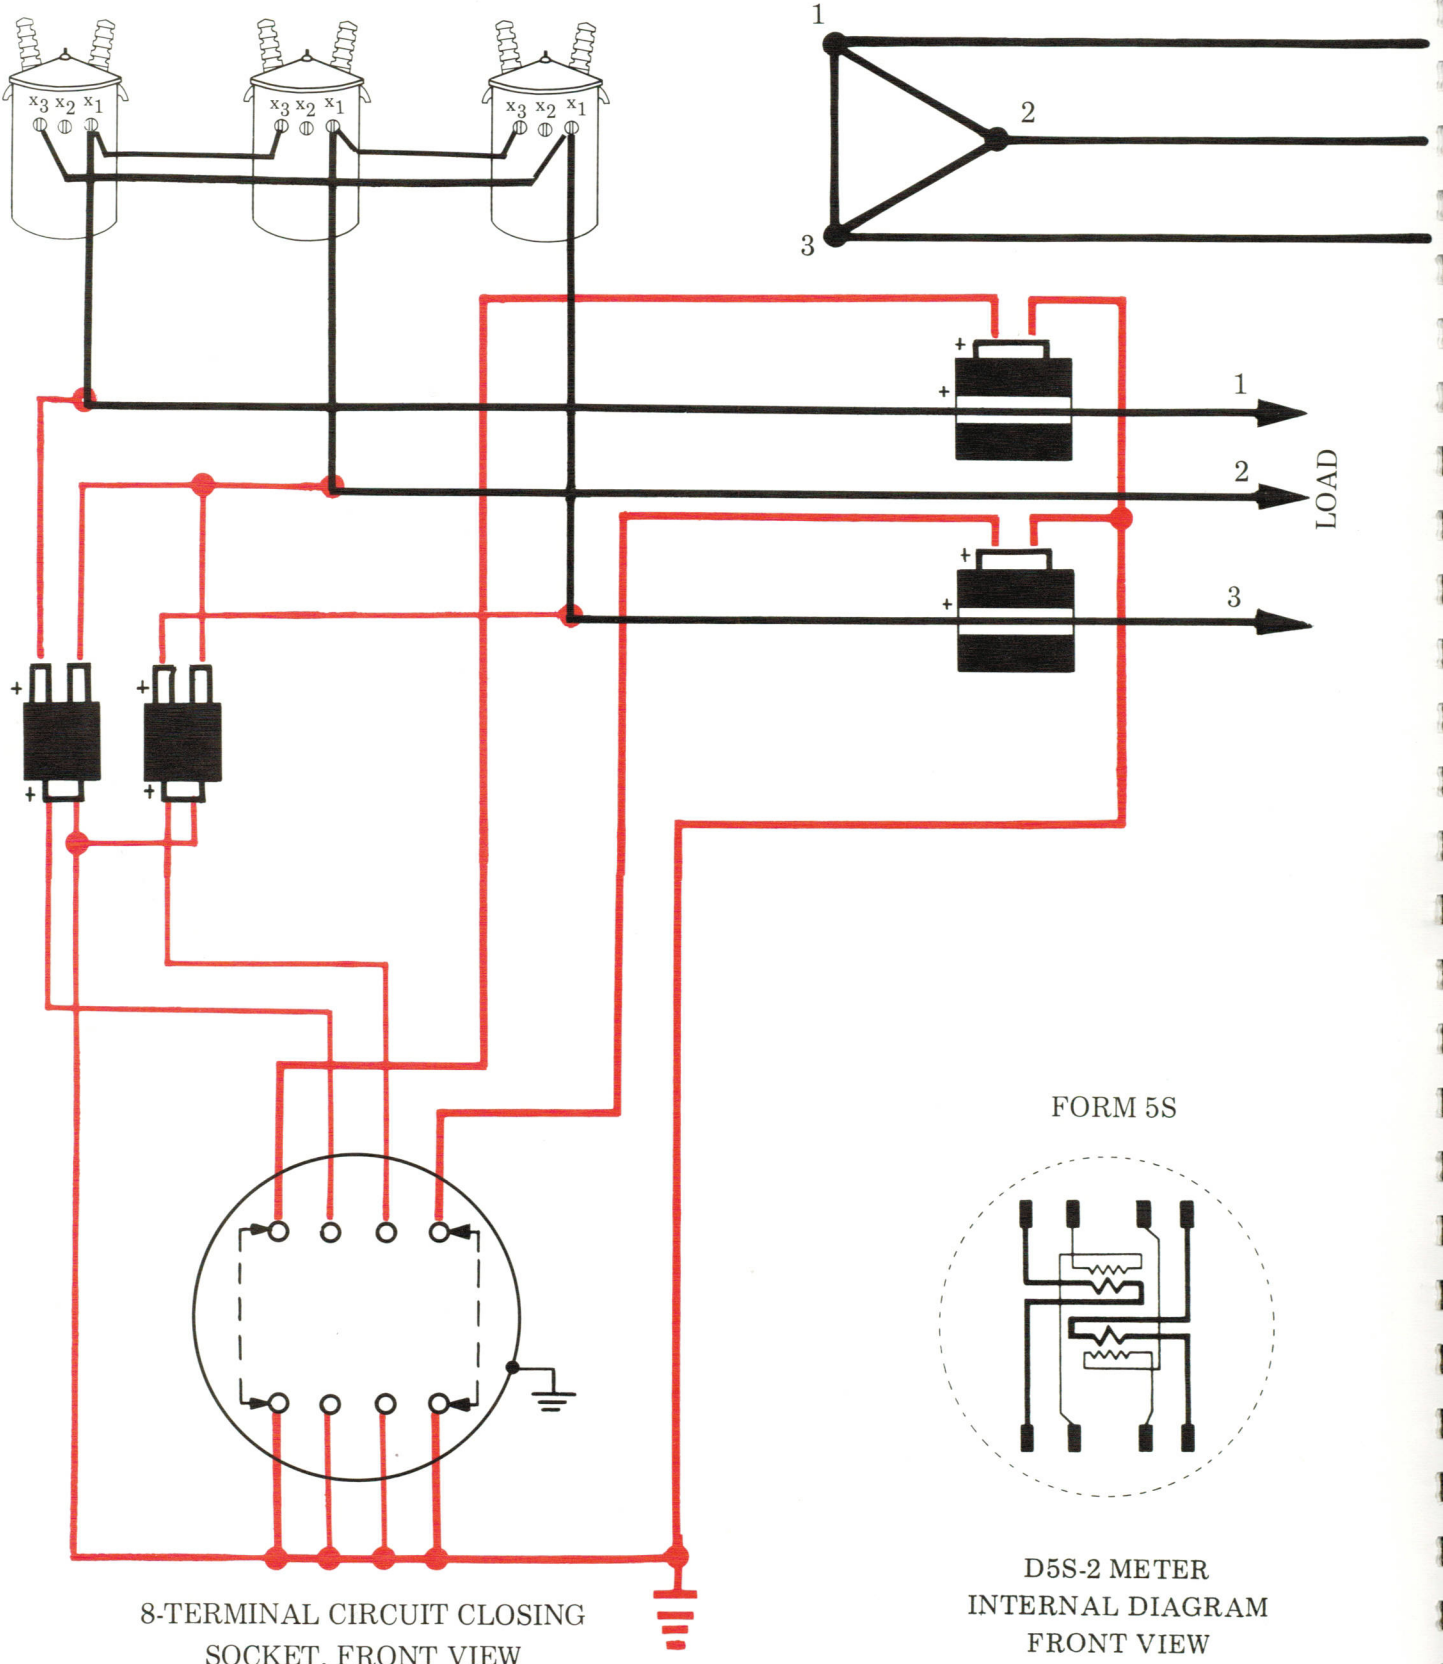 1
x3 x2 x1 x3 x2 x1 x3 x2 x1
2
3
+
+
1
2
LOAD
+
+
3
+ +
+ +
FORM 5S
D5S-2 METER
INTERNAL DIAGRAM
FRONT VIEW
8-TERMINAL CIRCUIT CLOSING
SOCKET, FRONT VIEW